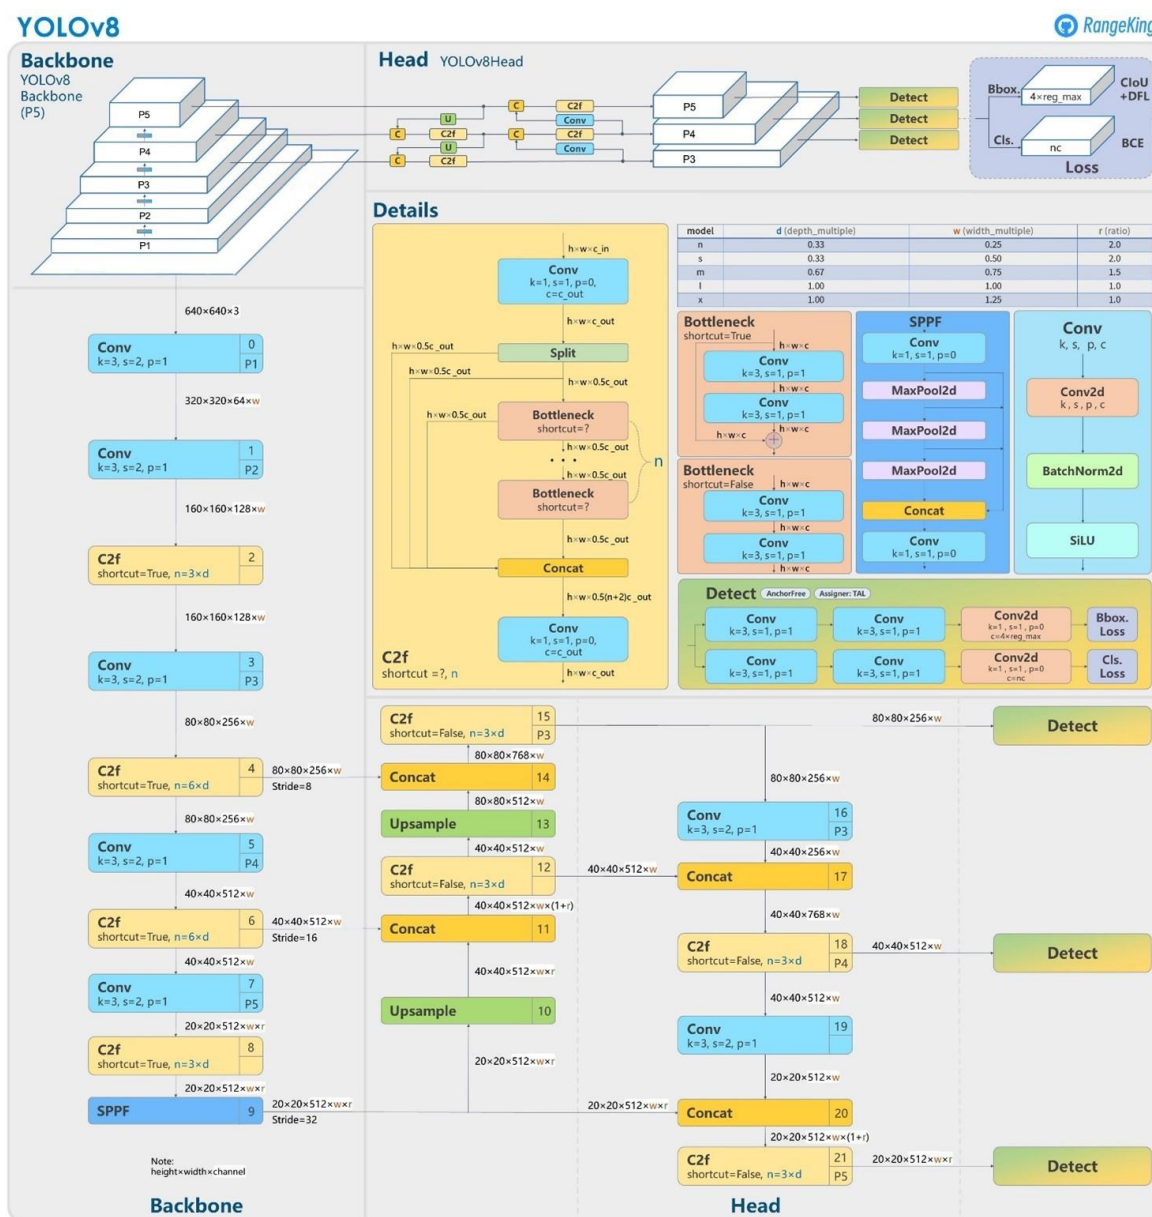 YOLOv8
RangeKing
Backbone
YOLOv8
Backbone
(P5)
P5
P4
P3
P2
P1
Head YOLOv8Head
C
C2f
U
Conv
C
C2f
C
C2f
U
Conv
C
C2f
P5
P4
P3
Detect
Detect
Detect
Bbox.
4×reg_max
CIoU
+DFL
Cls.
nc
BCE
Loss
Details
h×w×c_in
Conv
k=1, s=1, p=0,
c=c_out
h×w×c_out
h×w×0.5c_out
Split
h×w×0.5c_out
h×w×0.5c_out
h×w×0.5c_out
Bottleneck
shortcut=?
h×w×0.5c_out
• • •
n
h×w×0.5c_out
Bottleneck
shortcut=?
h×w×0.5c_out
Concat
h×w×0.5(n+2)c_out
Conv
k=1, s=1, p=0,
c=c_out
C2f
shortcut =?, n
h×w×c_out
model d (depth_multiple) w (width_multiple) r (ratio)
n 0.33 0.25 2.0
s 0.33 0.50 2.0
m 0.67 0.75 1.5
l 1.00 1.00 1.0
x 1.00 1.25 1.0
Bottleneck
shortcut=True
h×w×c
Conv
k=3, s=1, p=1
h×w×c
Conv
k=3, s=1, p=1
h×w×c
h×w×c
+
Bottleneck
shortcut=False
h×w×c
Conv
k=3, s=1, p=1
h×w×c
Conv
k=3, s=1, p=1
h×w×c
SPPF
Conv
k=1, s=1, p=0
MaxPool2d
MaxPool2d
MaxPool2d
Concat
Conv
k=1, s=1, p=0
Conv
k, s, p, c
Conv2d
k, s, p, c
BatchNorm2d
SiLU
Detect AnchorFree Assigner: TAL
Conv
k=3, s=1, p=1
Conv
k=3, s=1, p=1
Conv2d
k=1, s=1, p=0
c=4×reg_max
Bbox.
Loss
Conv
k=3, s=1, p=1
Conv
k=3, s=1, p=1
Conv2d
k=1, s=1, p=0
c=nc
Cls.
Loss
640×640×3
Conv 0
k=3, s=2, p=1 P1
320×320×64×w
Conv 1
k=3, s=2, p=1 P2
160×160×128×w
C2f 2
shortcut=True, n=3×d
160×160×128×w
Conv 3
k=3, s=2, p=1 P3
80×80×256×w
C2f 4
shortcut=True, n=6×d
80×80×256×w
Stride=8
80×80×256×w
Conv 5
k=3, s=2, p=1 P4
40×40×512×w
C2f 6
shortcut=True, n=6×d
40×40×512×w
Stride=16
40×40×512×w
Conv 7
k=3, s=2, p=1 P5
20×20×512×w×r
C2f 8
shortcut=True, n=3×d
20×20×512×w×r
SPPF 9
20×20×512×w×r
Stride=32
Note:
height×width×channel
Backbone
C2f 15
shortcut=False, n=3×d P3
80×80×768×w
Concat 14
80×80×512×w
Upsample 13
40×40×512×w
C2f 12
shortcut=False, n=3×d
40×40×512×w×(1+r)
Concat 11
40×40×512×w×r
Upsample 10
20×20×512×w×r
80×80×256×w
Detect
80×80×256×w
Conv 16
k=3, s=2, p=1 P3
40×40×256×w
40×40×512×w
Concat 17
40×40×768×w
C2f 18
shortcut=False, n=3×d P4
40×40×512×w
Detect
40×40×512×w
Conv 19
k=3, s=2, p=1
20×20×512×w
20×20×512×w×r
Concat 20
20×20×512×w×(1+r)
C2f 21
shortcut=False, n=3×d P5
20×20×512×w×r
Detect
Head